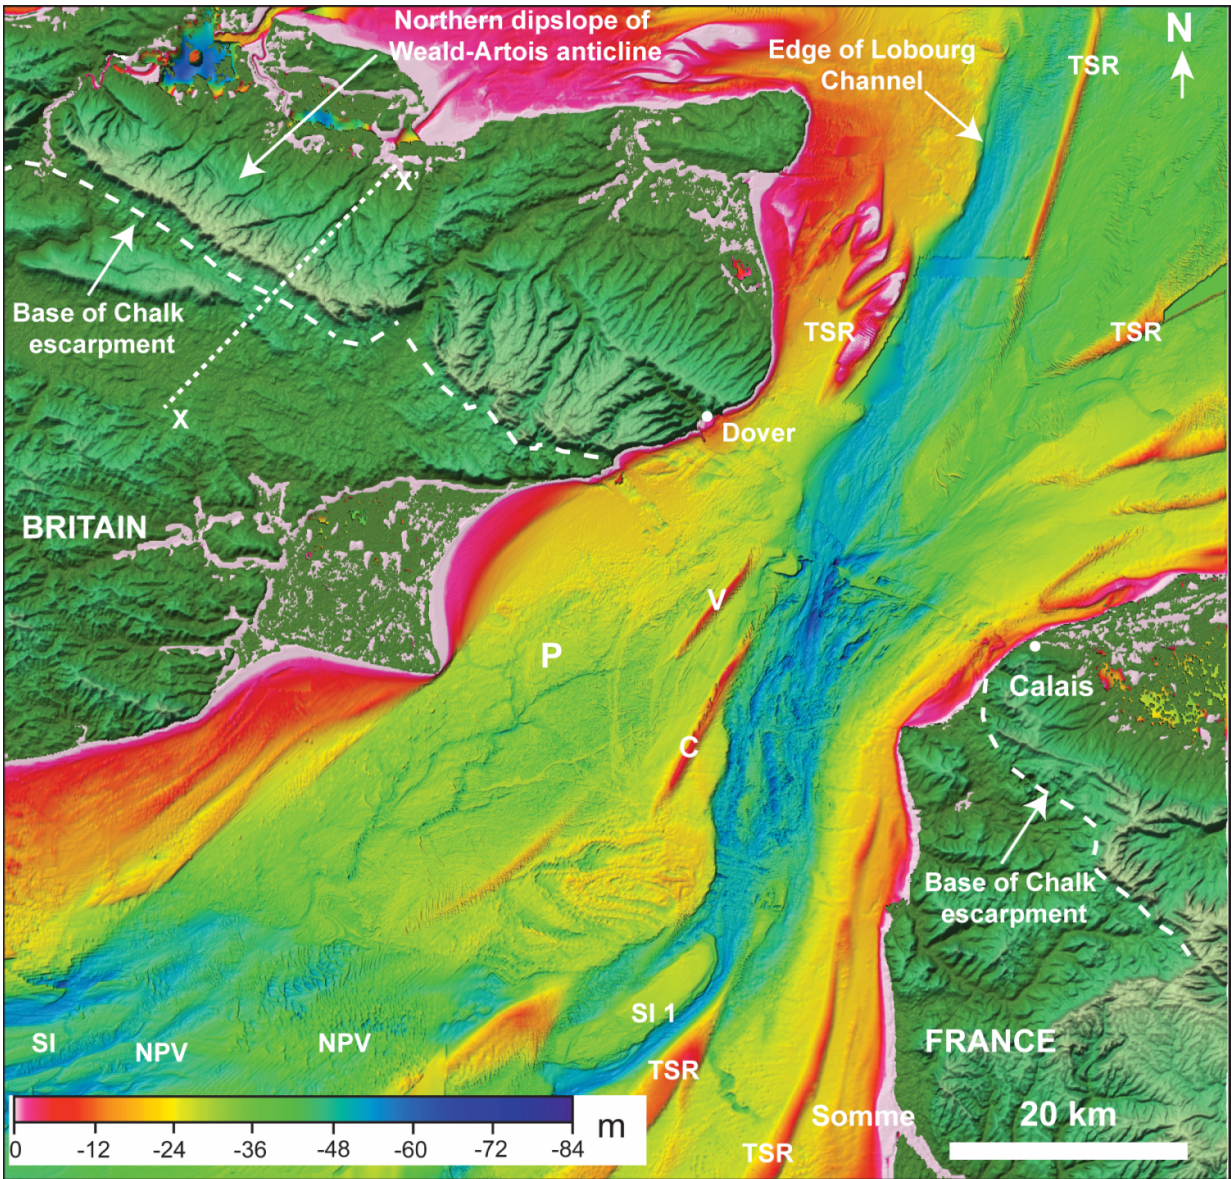 Northern dipslope of
Weald-Artois anticline
Edge of Lobourg
Channel
TSR
N
X'
Base of Chalk
escarpment
TSR
TSR
X
Dover
BRITAIN
V
P
Calais
C
Base of Chalk
escarpment
SI 1
SI
NPV
NPV
FRANCE
TSR
Somme
20 km
0 -12 -24 -36 -48 -60 -72 -84 m
TSR